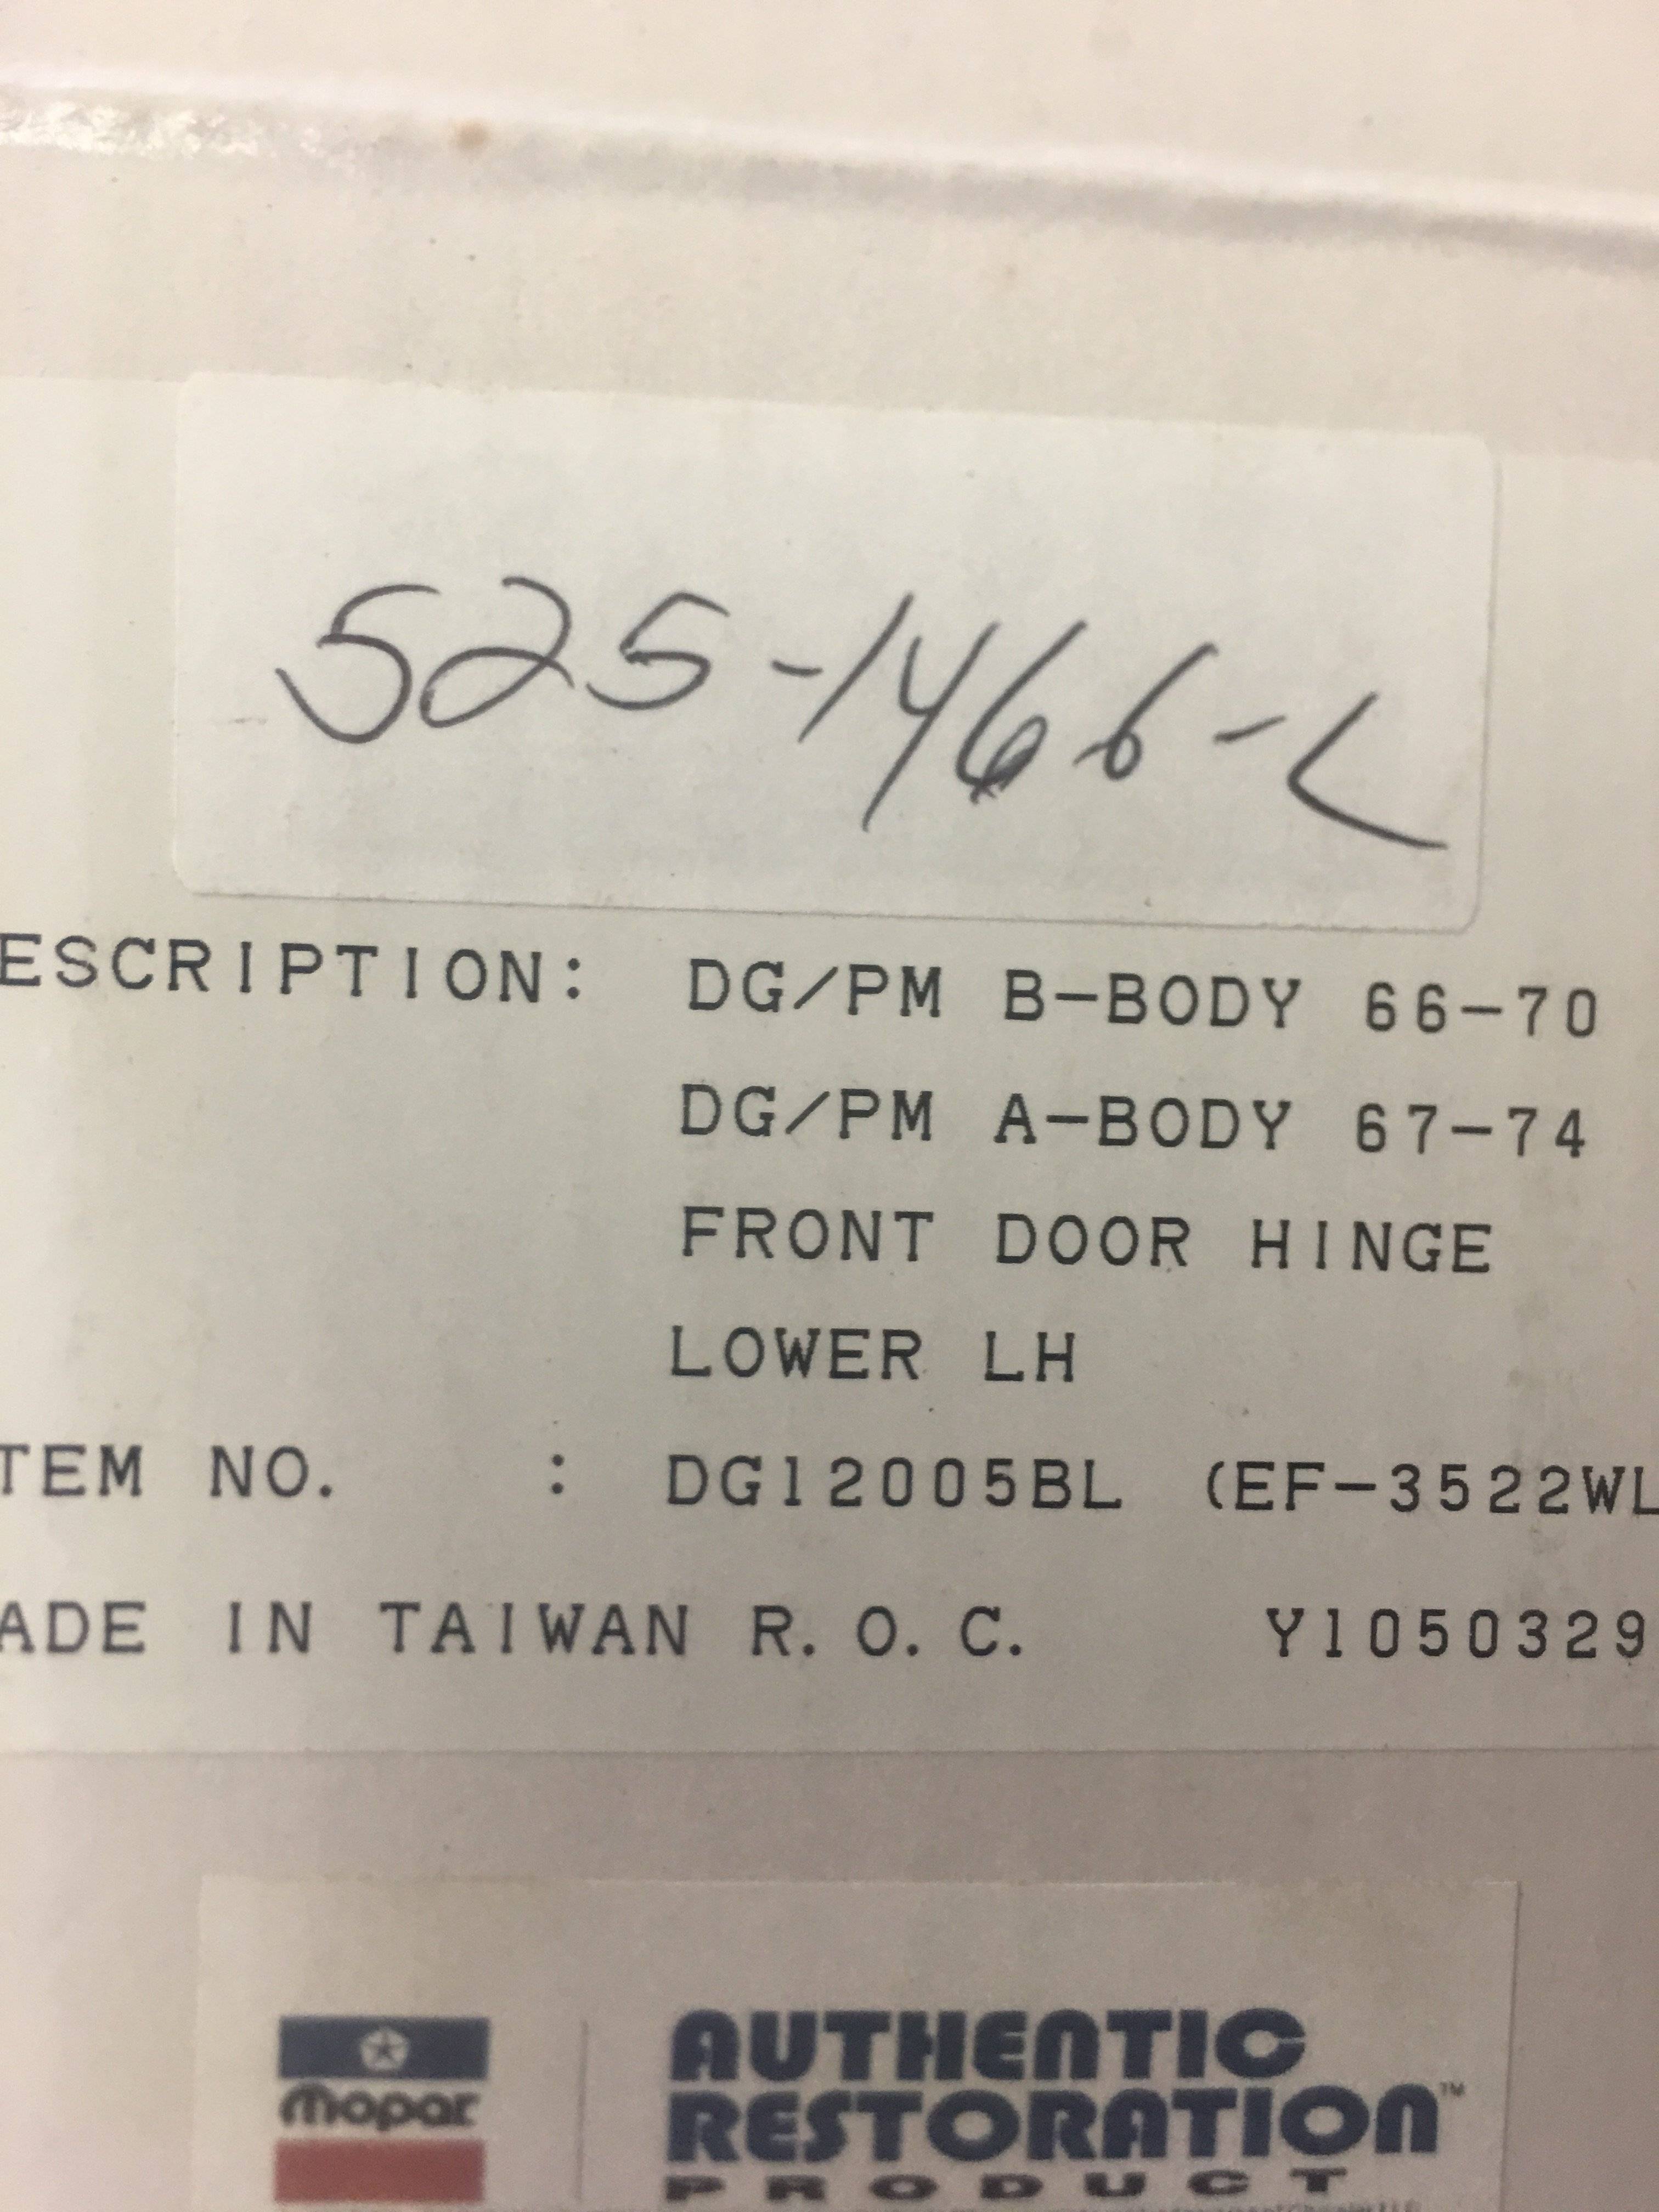 525-1466-L
ESCRIPTION: DG/PM B-BODY 66-70
DG/PM A-BODY 67-74
FRONT DOOR HINGE
LOWER LH
TEM NO. : DG12005BL (EF-3522WL
ADE IN TAIWAN R.O.C. Y1050329
mopar
AUTHENTIC
RESTORATION™
PRODUCT